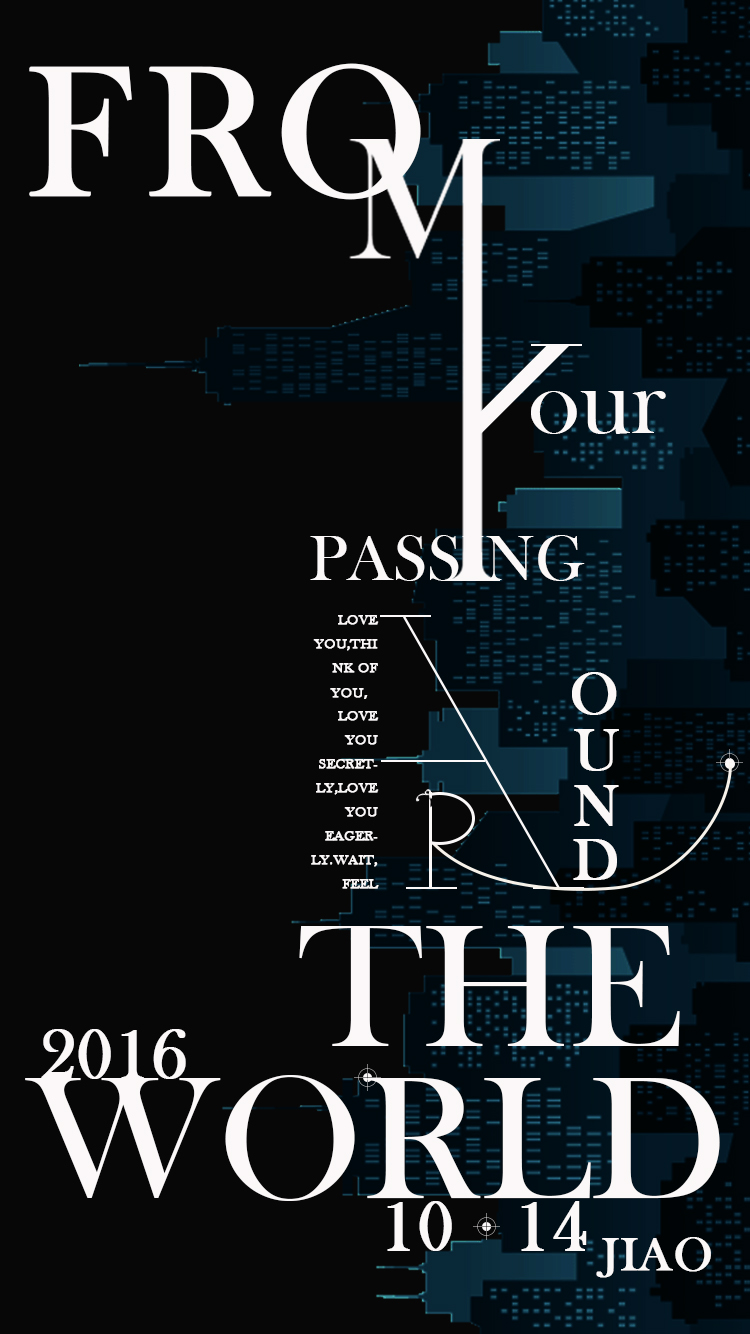 FROM
Your
PASSING
LOVE
YOU,THI
NK OF
YOU,
LOVE
YOU
SECRET-
LY,LOVE
YOU
EAGER-
LY.WAIT,
FEEL
AROUND
THE
2016
WORLD
10 14
JIAO